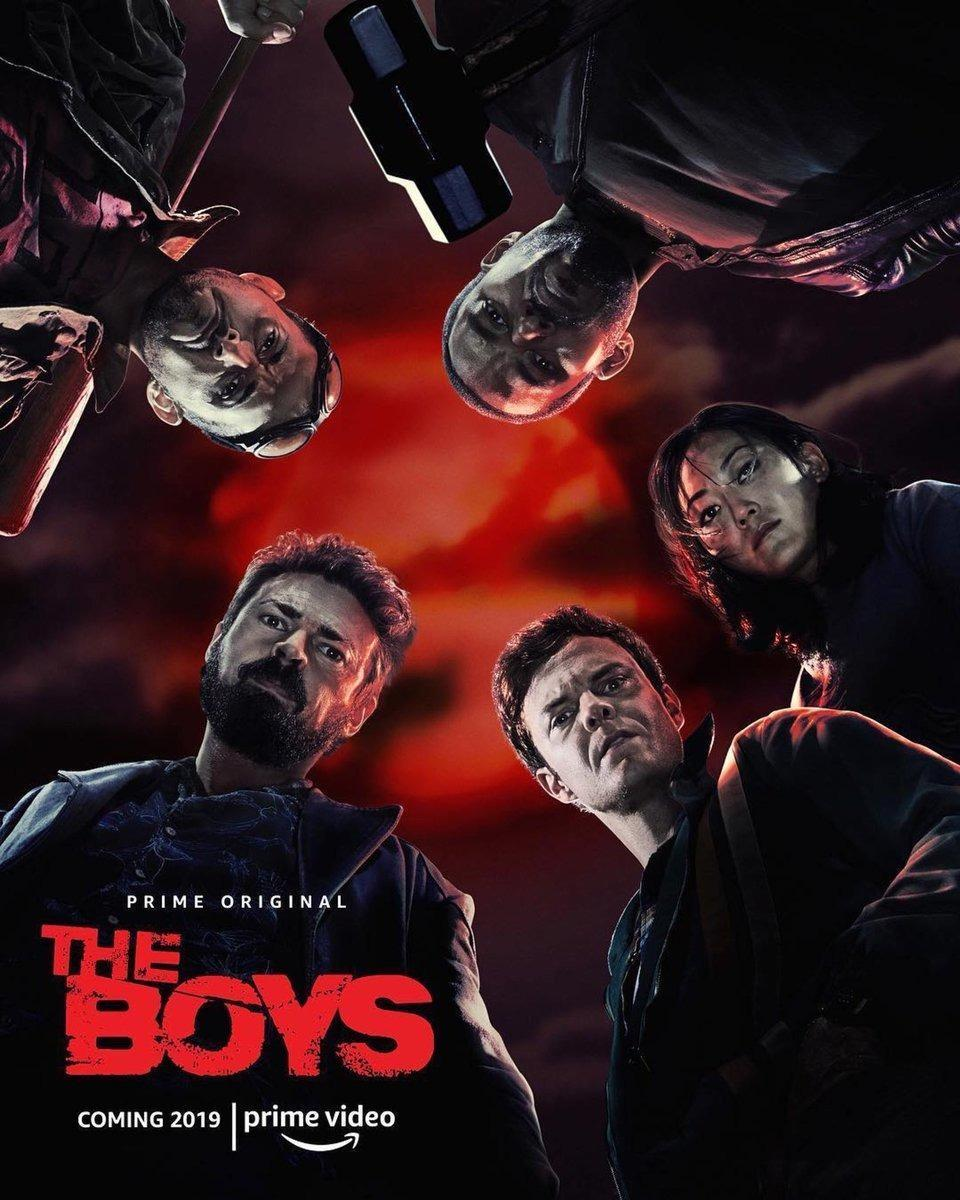 PRIME ORIGINAL
THE
BOYS
COMING 2019 | prime video